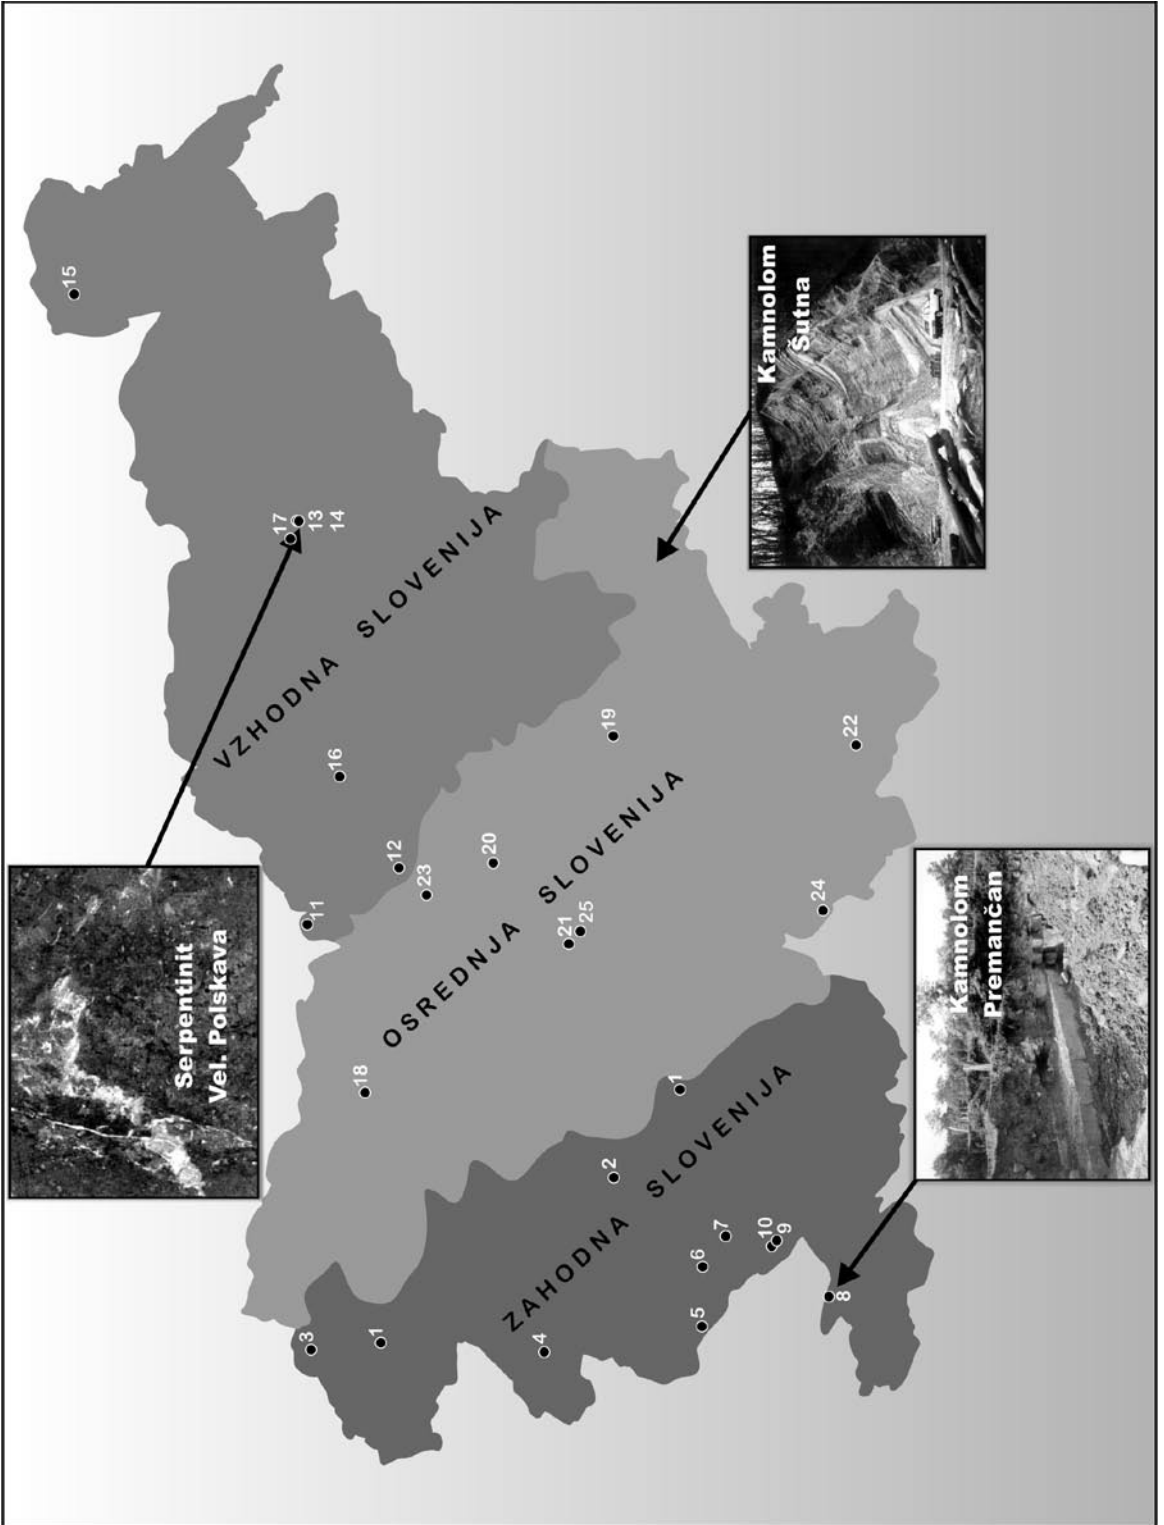 Serpentinit
Vel. Polskava
Kamnolom
Šutna
Kamnolom
Premančan
VZHODNA SLOVENIJA
OSREDNJA SLOVENIJA
ZAHODNA SLOVENIJA
15
17
13
14
16
12
11
23
20
19
22
21
25
24
18
1
2
3
1
4
5
6
7
10
9
8